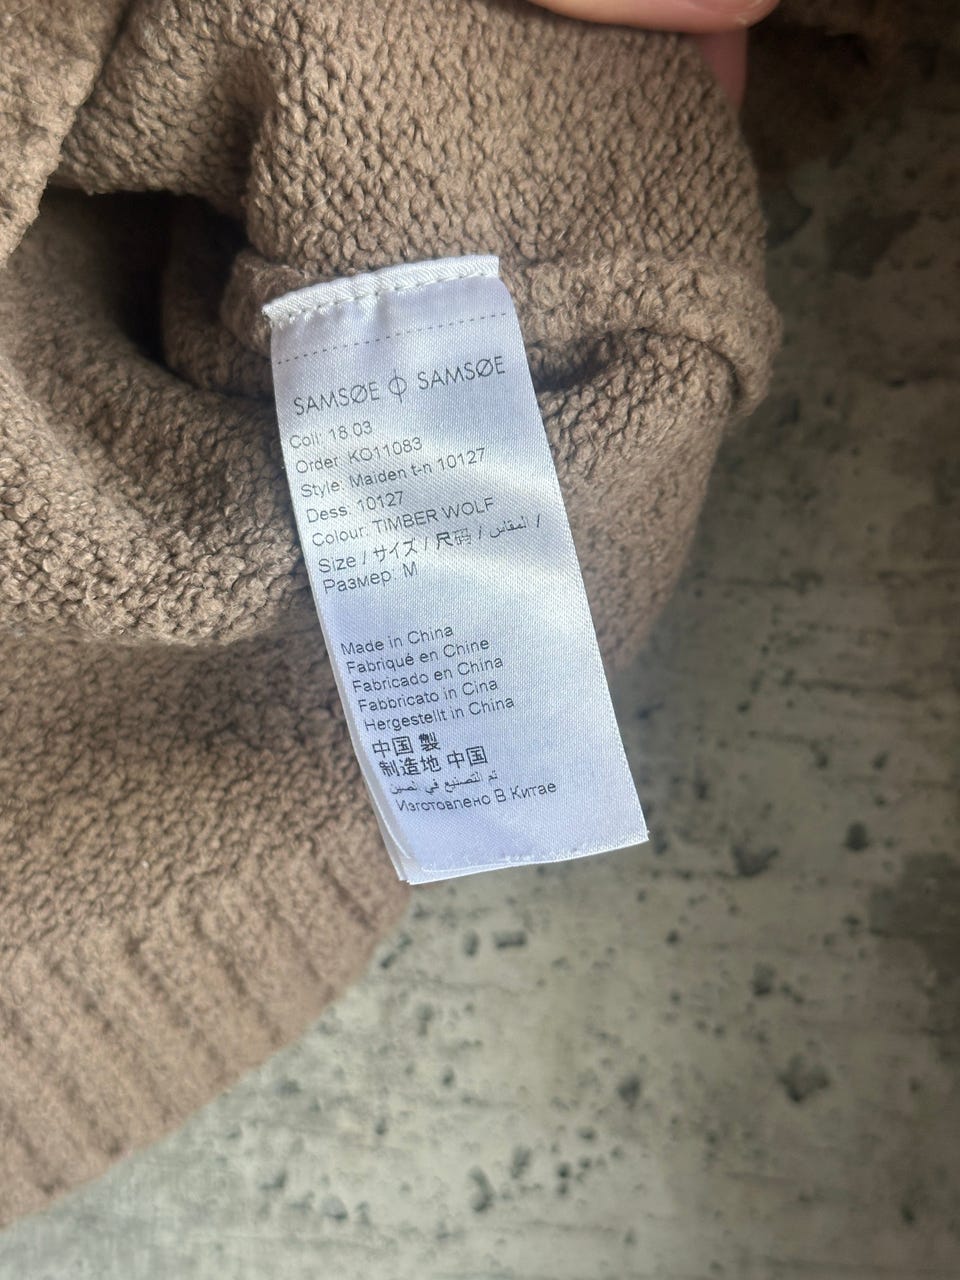 SAMSØE ϕ SAMSØE
Coll: 18.03
Order: KO11083
Style: Maiden t-n 10127
Dess: 10127
Colour: TIMBER WOLF
Size / サイズ / 尺码 / المقاس /
Размер: M
Made in China
Fabriqué en Chine
Fabricado en China
Fabbricato in Cina
Hergestellt in China
中国 製
制造地 中国
تم التصنيع في الصين
Изготовлено В Китае